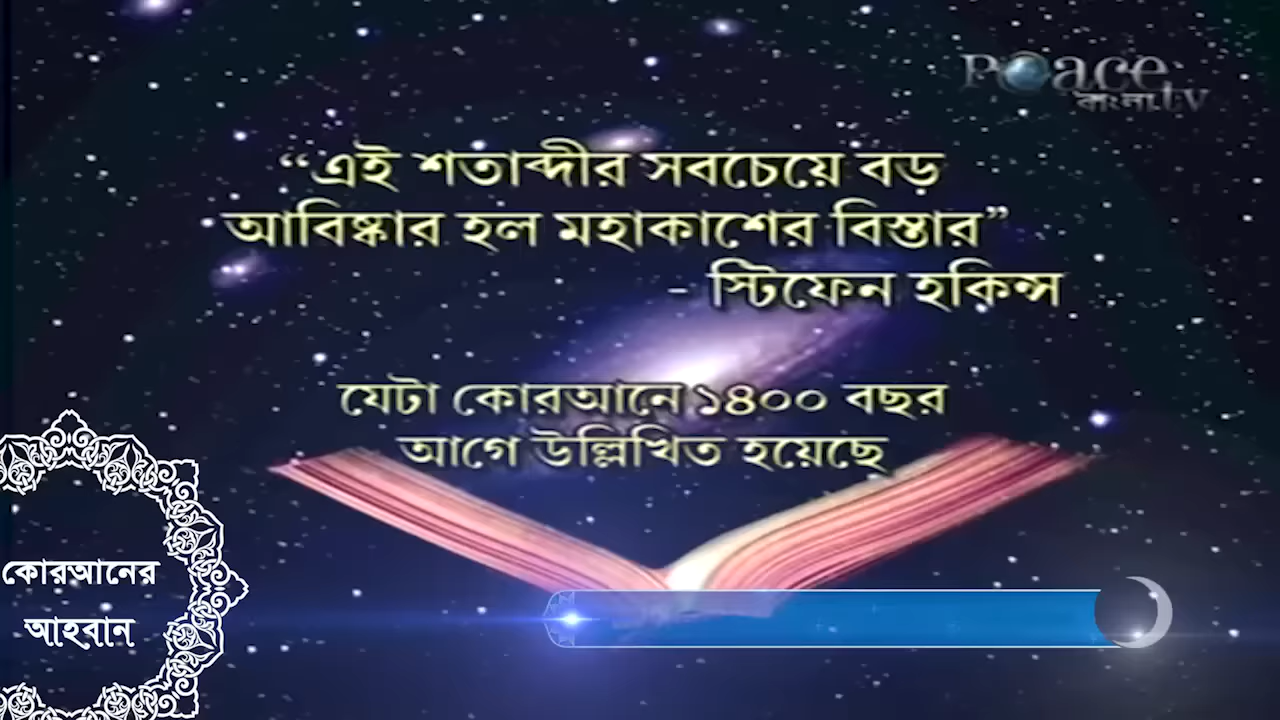 Peace
বাংলা tv
“এই শতাব্দীর সবচেয়ে বড়
আবিষ্কার হল মহাকাশের বিস্তার”
- স্টিফেন হকিন্স
যেটা কোরআনে ১৪০০ বছর
আগে উল্লিখিত হয়েছে
কোরআনের
আহবান